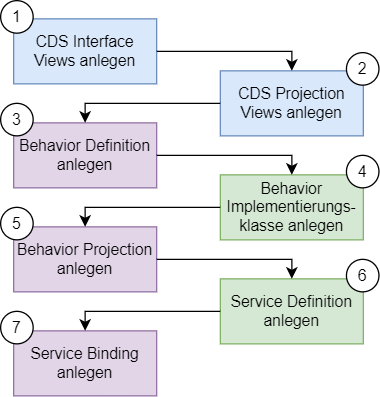 1
CDS Interface
Views anlegen
2
CDS Projection
Views anlegen
3
Behavior Definition
anlegen
4
Behavior
Implementierungs-
klasse anlegen
5
Behavior Projection
anlegen
6
Service Definition
anlegen
7
Service Binding
anlegen